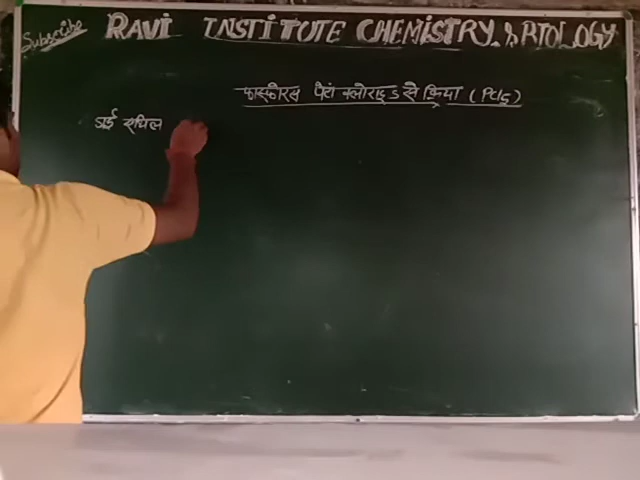 Subscribe
RAVI INSTITUTE CHEMISTRY & BIOLOGY
फास्फोरस पेंटा क्लोराइड से क्रिया (PCl5)
डाई एथिल